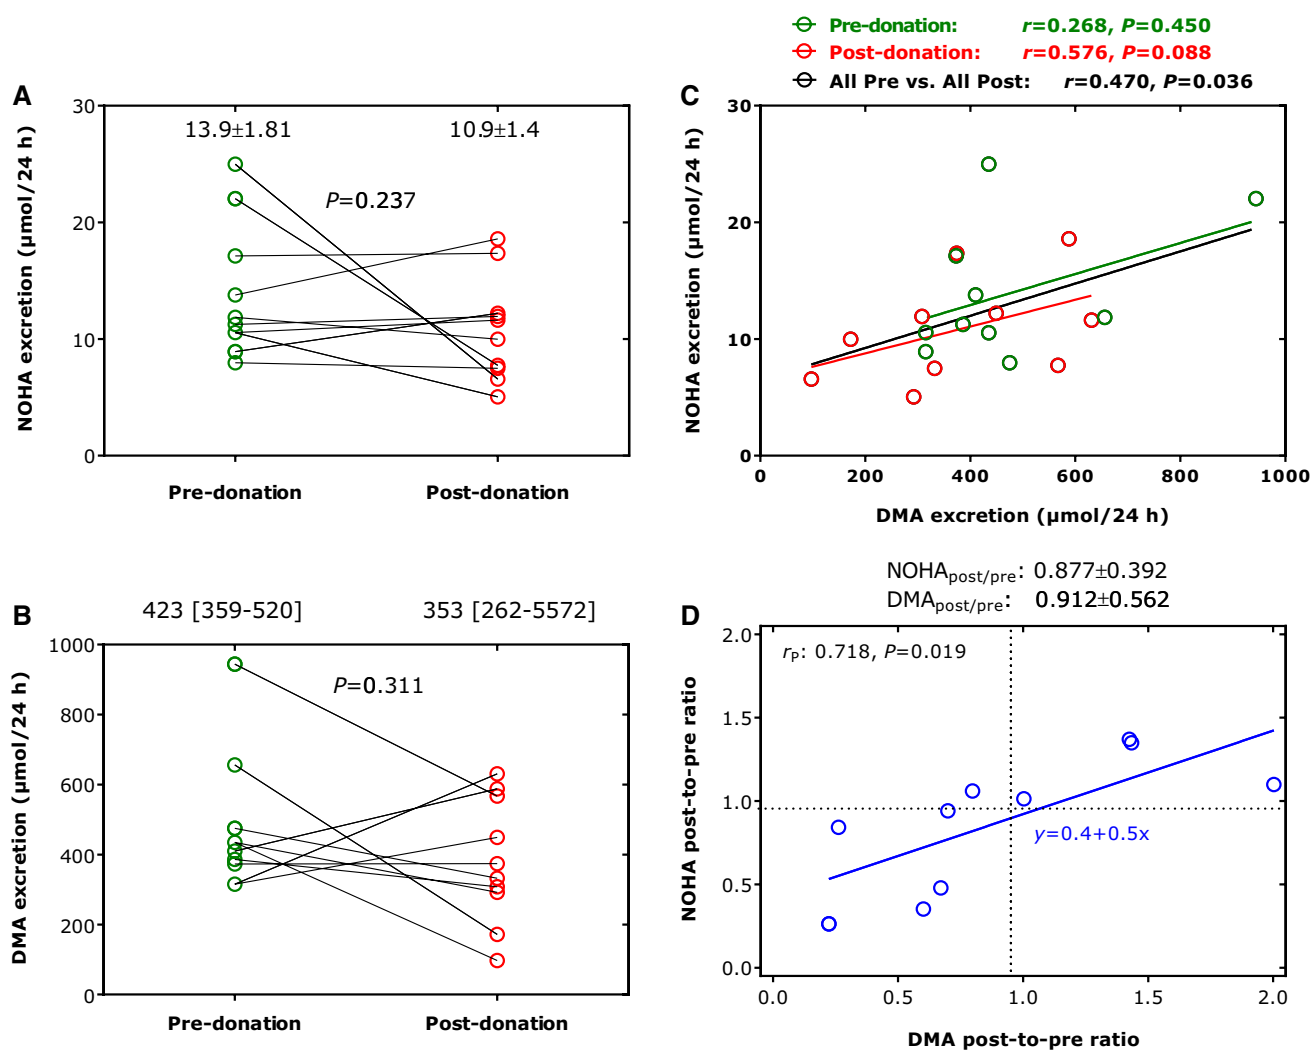 Pre-donation: r=0.268, P=0.450
Post-donation: r=0.576, P=0.088
All Pre vs. All Post: r=0.470, P=0.036
A
30
20
10
0
NOHA excretion (µmol/24 h)
13.9±1.81
10.9±1.4
P=0.237
Pre-donation
Post-donation
C
30
20
10
0
NOHA excretion (µmol/24 h)
0
200
400
600
800
1000
DMA excretion (µmol/24 h)
B
423 [359-520]
353 [262-5572]
1000
800
600
400
200
0
DMA excretion (µmol/24 h)
P=0.311
Pre-donation
Post-donation
NOHApost/pre: 0.877±0.392
DMApost/pre: 0.912±0.562
D
2.0
1.5
1.0
0.5
0.0
NOHA post-to-pre ratio
rP: 0.718, P=0.019
y=0.4+0.5x
0.0
0.5
1.0
1.5
2.0
DMA post-to-pre ratio